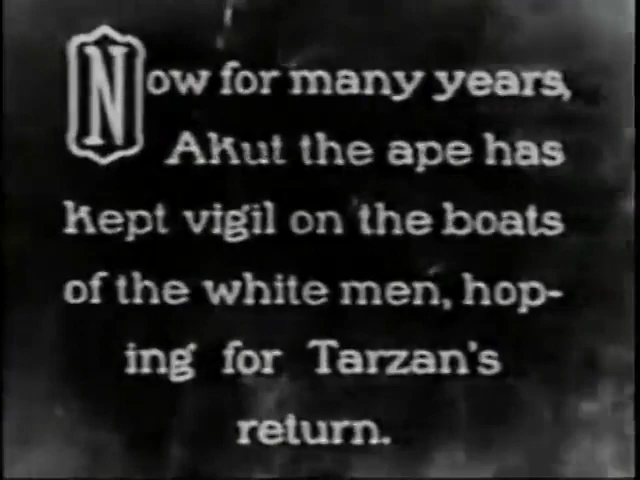 Now for many years,
Akut the ape has
kept vigil on the boats
of the white men, hop-
ing for Tarzan's
return.